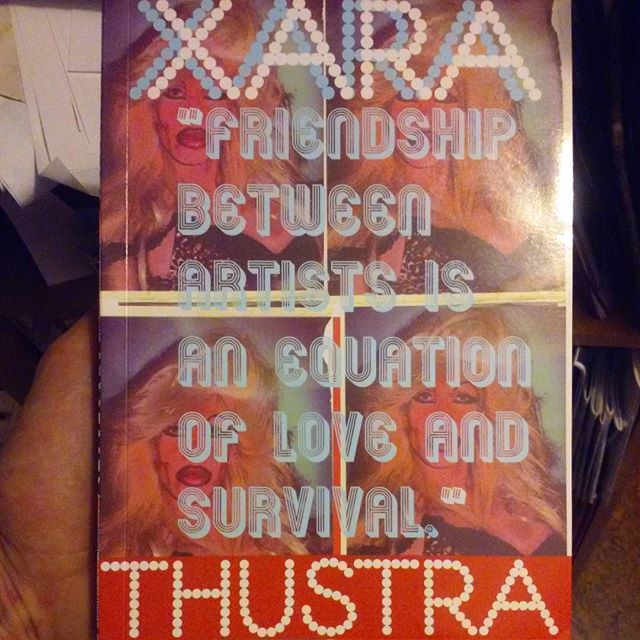 XARA
"FRIENDSHIP
BETWEEN
ARTISTS IS
AN EQUATION
OF LOVE AND
SURVIVAL."
THUSTRA